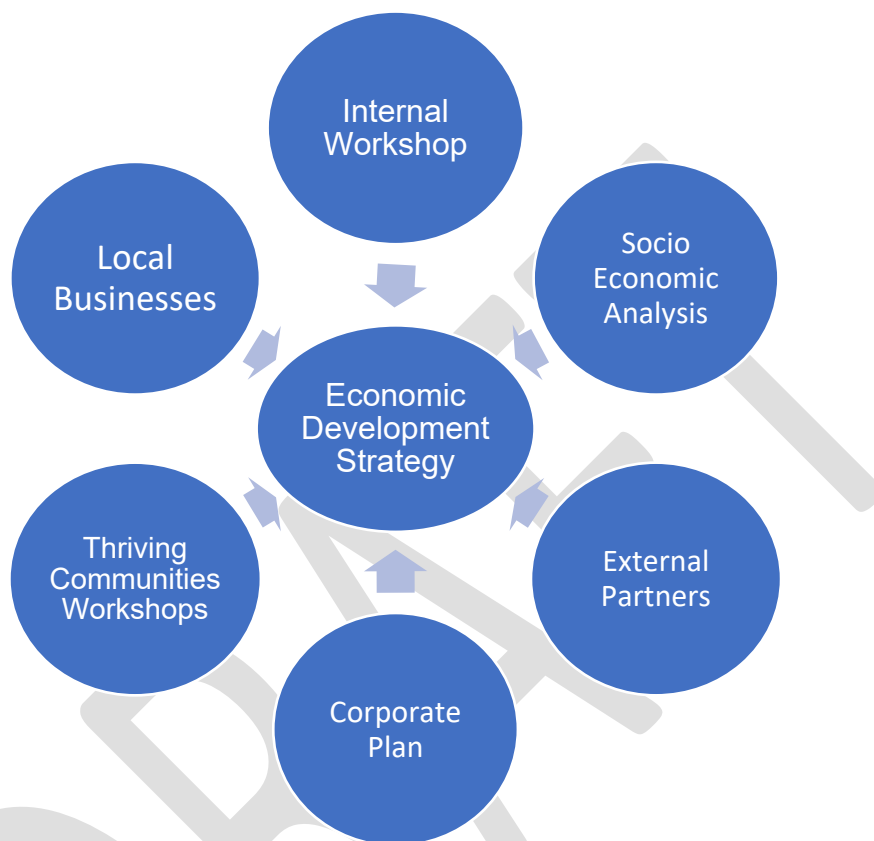 Internal
Workshop
Socio
Economic
Analysis
Local
Businesses
Economic
Development
Strategy
Thriving
Communities
Workshops
External
Partners
Corporate
Plan